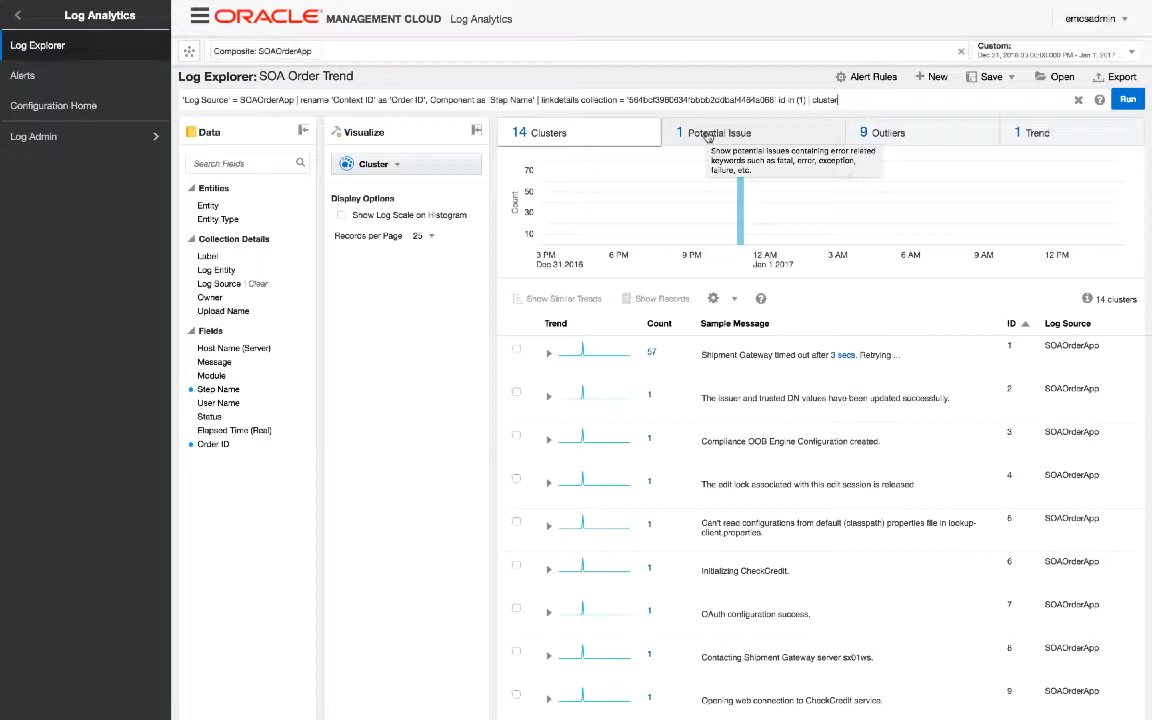 Log Analytics
Log Explorer
Alerts
Configuration Home
Log Admin
ORACLE MANAGEMENT CLOUD Log Analytics
emcsadmin
Composite: SOAOrderApp
Custom:
Dec 31, 2016 03:00:00.000 PM - Jan 1, 2017 ...
Log Explorer: SOA Order Trend
Alert Rules
New
Save
Open
Export
'Log Source' = SOAOrderApp | rename 'Context ID' as 'Order ID', Component as 'Step Name' | linkdetails collection = '564bcf3960634fbbbb2ddbaf4464a066' id in (1) | cluster
Run
Data
Search Fields
Entities
Entity
Entity Type
Collection Details
Label
Log Entity
Log Source Clear
Owner
Upload Name
Fields
Host Name (Server)
Message
Module
Step Name
User Name
Status
Elapsed Time (Real)
Order ID
Visualize
Cluster
Display Options
Show Log Scale on Histogram
Records per Page 25
14 Clusters
1 Potential Issue
9 Outliers
1 Trend
Show potential issues containing error related
keywords such as fatal, error, exception,
failure, etc.
Count
70
50
30
10
3 PM 6 PM 9 PM 12 AM 3 AM 6 AM 9 AM 12 PM
Dec 31 2016 Jan 1 2017
Show Similar Trends
Show Records
14 clusters
Trend Count Sample Message ID Log Source
57 Shipment Gateway timed out after 3 secs. Retrying ... 1 SOAOrderApp
1 The issuer and trusted DN values have been updated successfully. 2 SOAOrderApp
1 Compliance OOB Engine Configuration created. 3 SOAOrderApp
1 The edit lock associated with this edit session is released 4 SOAOrderApp
1 Can't read configurations from default (classpath) properties file in lookup- 5 SOAOrderApp
client.properties.
1 Initializing CheckCredit. 6 SOAOrderApp
1 OAuth configuration success. 7 SOAOrderApp
1 Contacting Shipment Gateway server sx01ws. 8 SOAOrderApp
1 Opening web connection to CheckCredit service. 9 SOAOrderApp